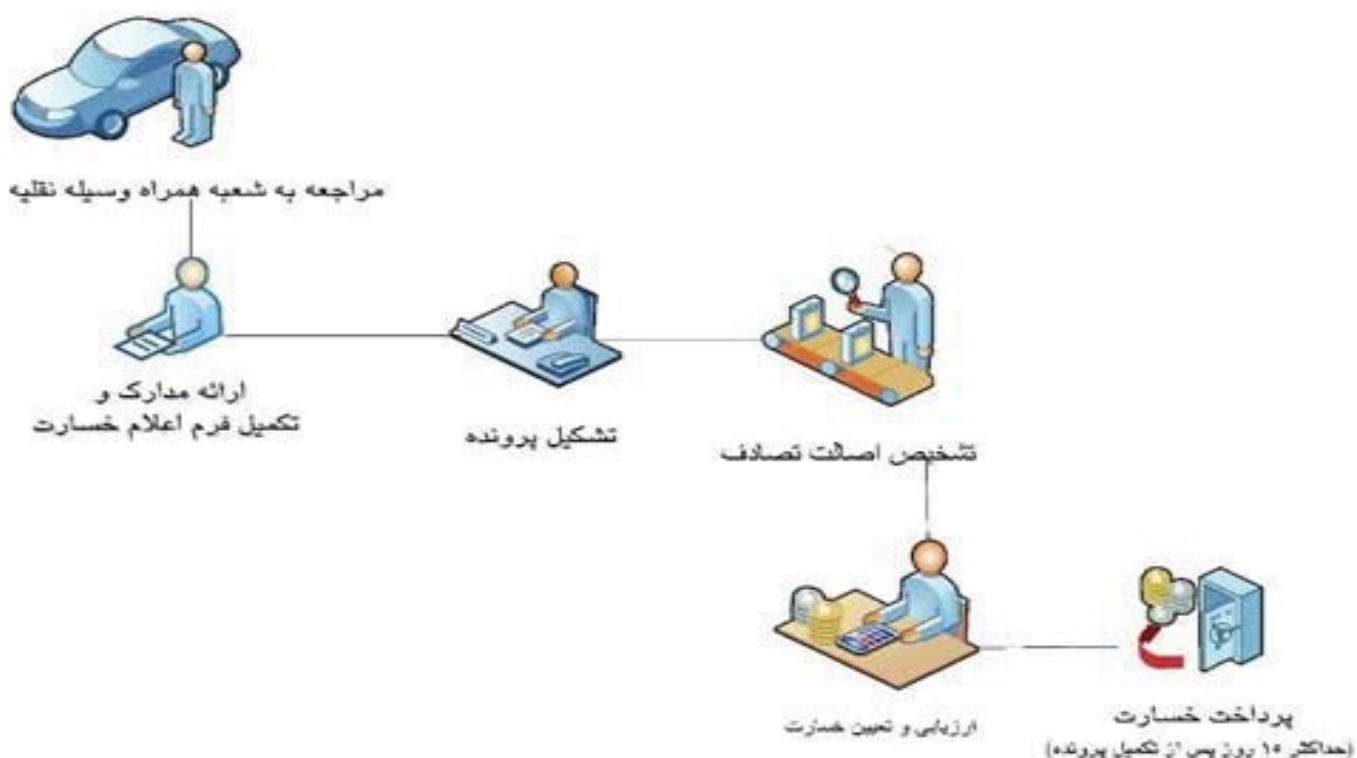 مراجعه به شعبه همراه وسیله نقلیه
ارائه مدارک و
تکمیل فرم اعلام خسارت
تشکیل پرونده
تشخیص اصالت تصادف
ارزیابی و تعیین خسارت
پرداخت خسارت
(حداکثر ۱۵ روز پس از تکمیل پرونده)